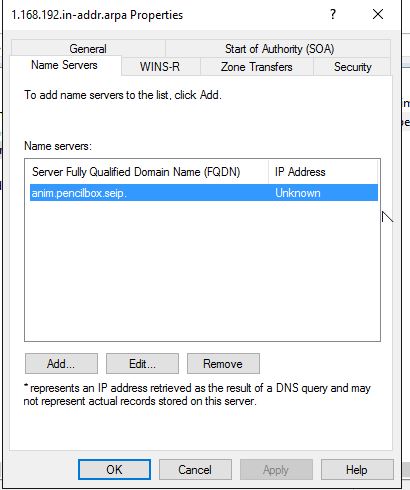 1.168.192.in-addr.arpa Properties
General
Start of Authority (SOA)
Name Servers
WINS-R
Zone Transfers
Security
To add name servers to the list, click Add.
Name servers:
Server Fully Qualified Domain Name (FQDN)
IP Address
anim.pencilbox.seip.
Unknown
Add...
Edit...
Remove
* represents an IP address retrieved as the result of a DNS query and may
not represent actual records stored on this server.
OK
Cancel
Apply
Help